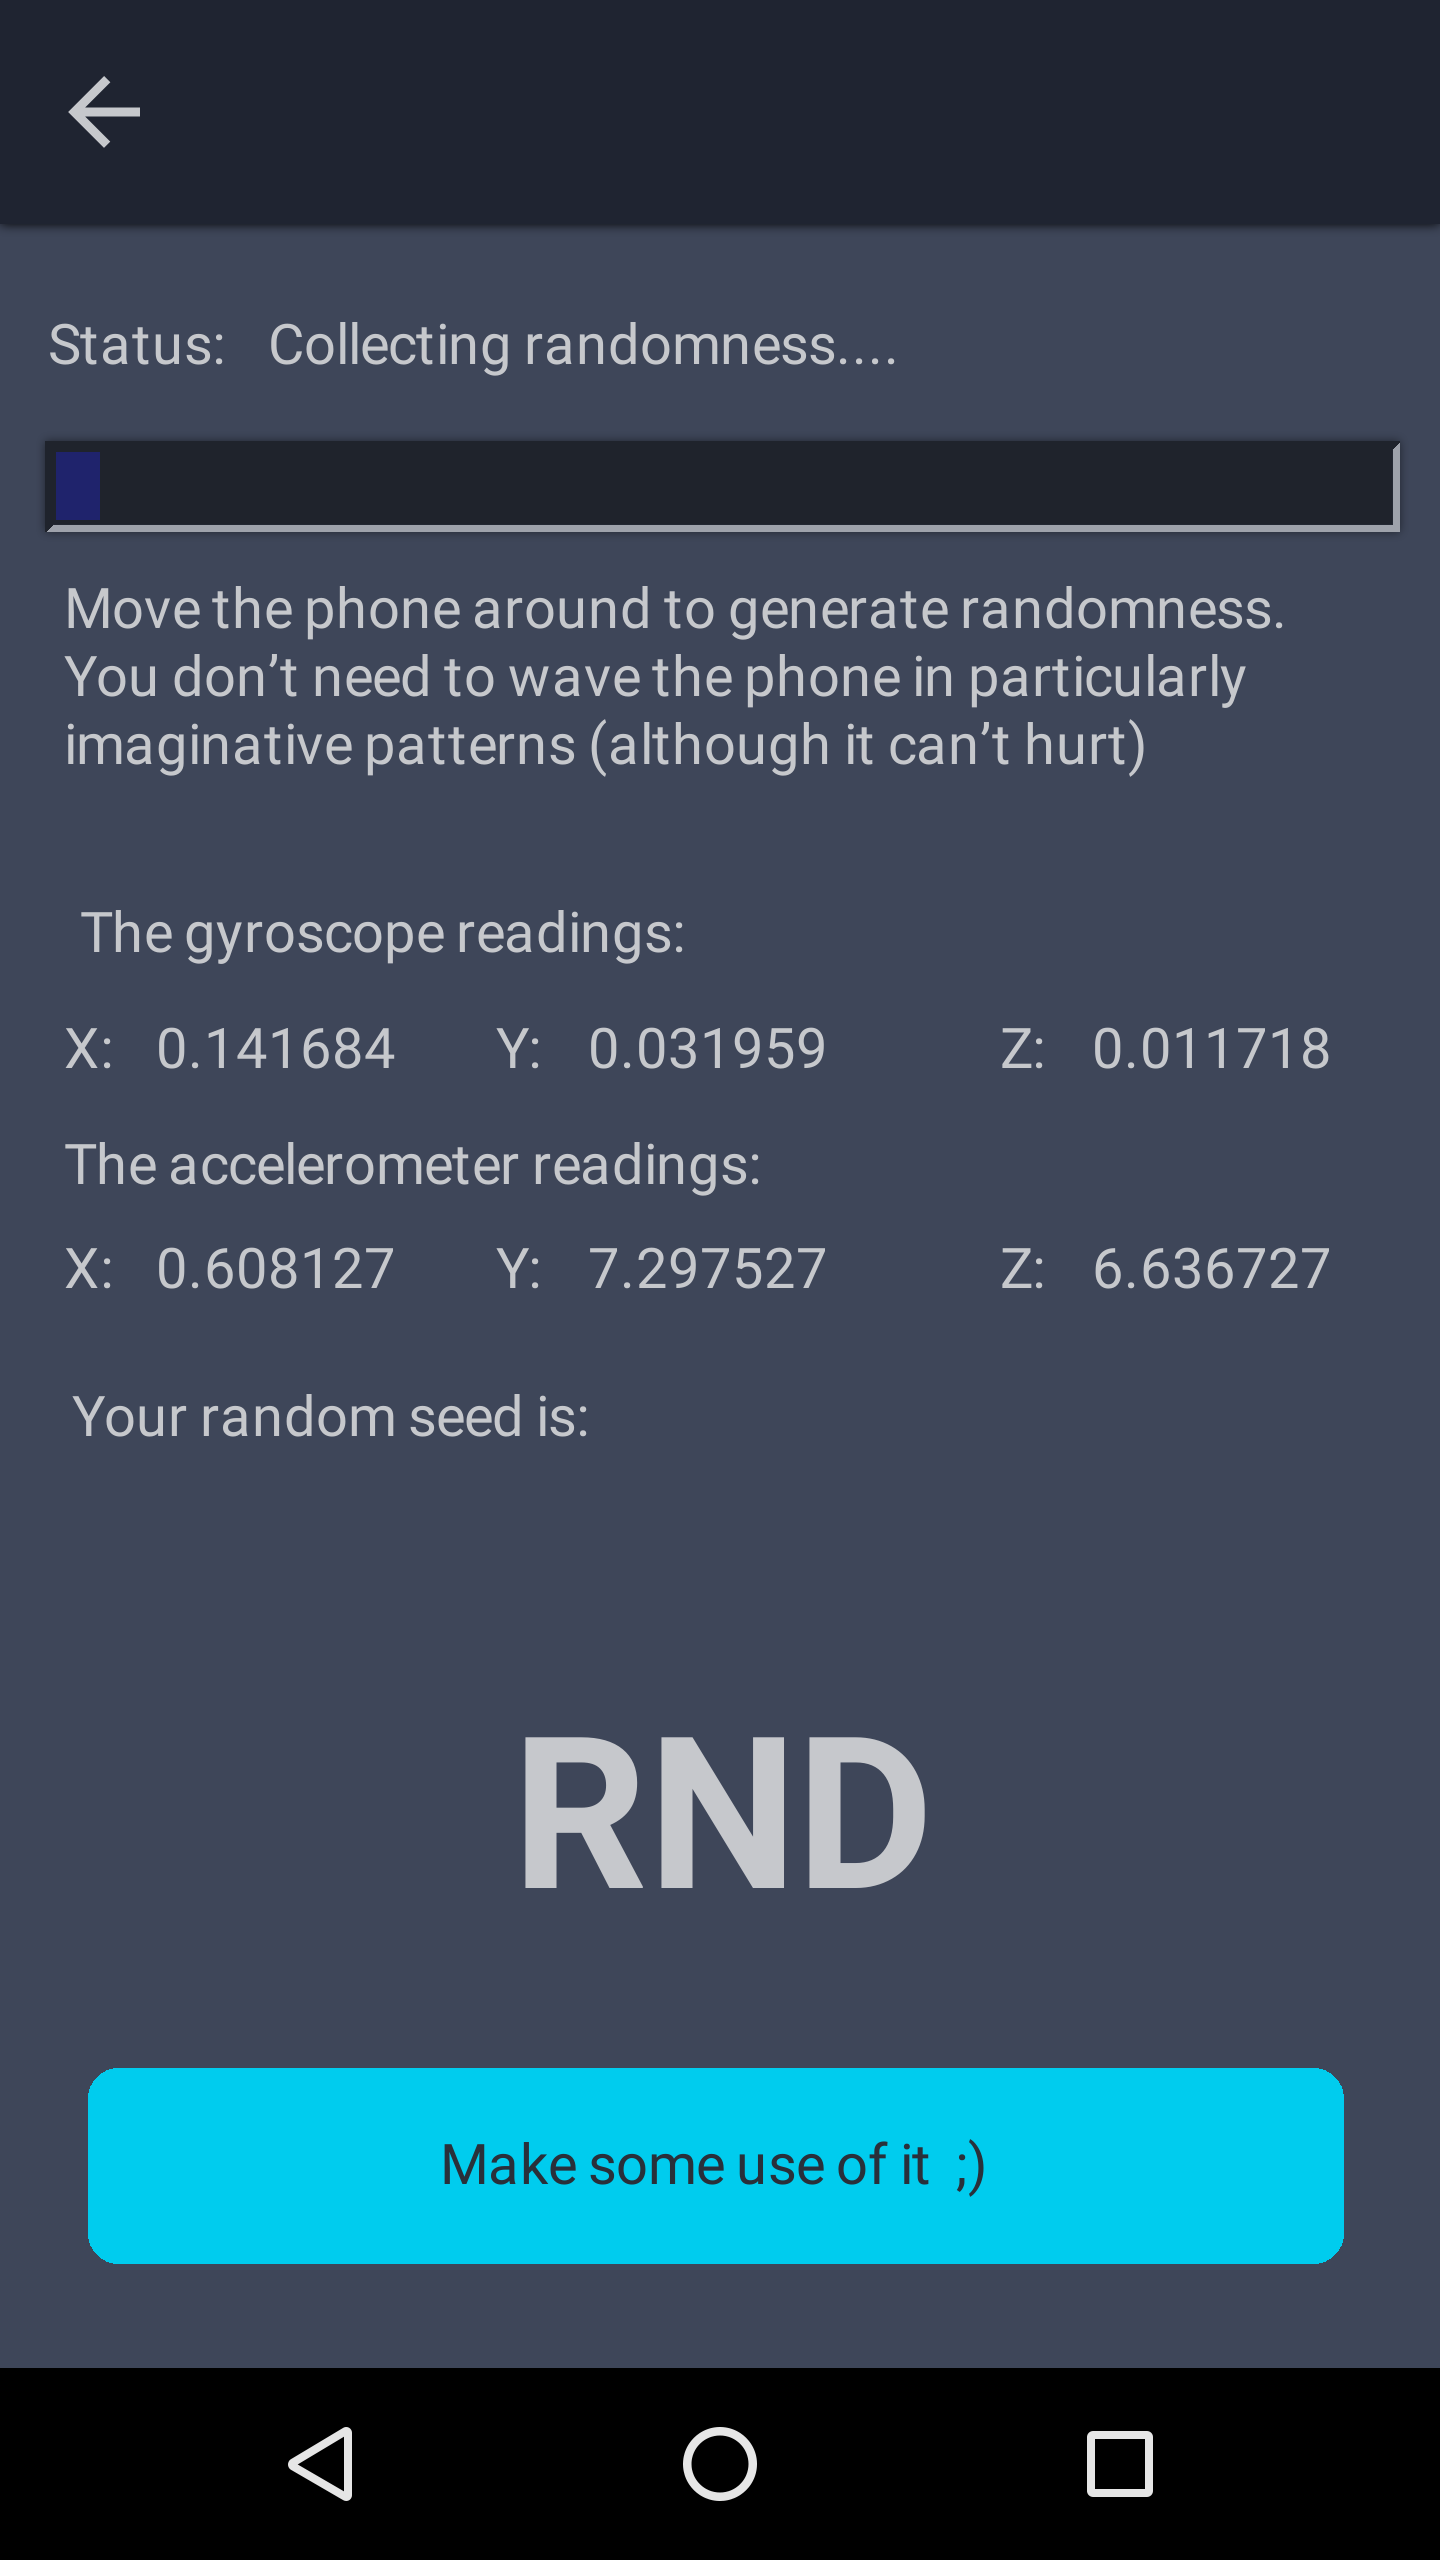 Status: Collecting randomness....
Move the phone around to generate randomness.
You don’t need to wave the phone in particularly
imaginative patterns (although it can’t hurt)
The gyroscope readings:
X: 0.141684 Y: 0.031959 Z: 0.011718
The accelerometer readings:
X: 0.608127 Y: 7.297527 Z: 6.636727
Your random seed is:
RND
Make some use of it ;)